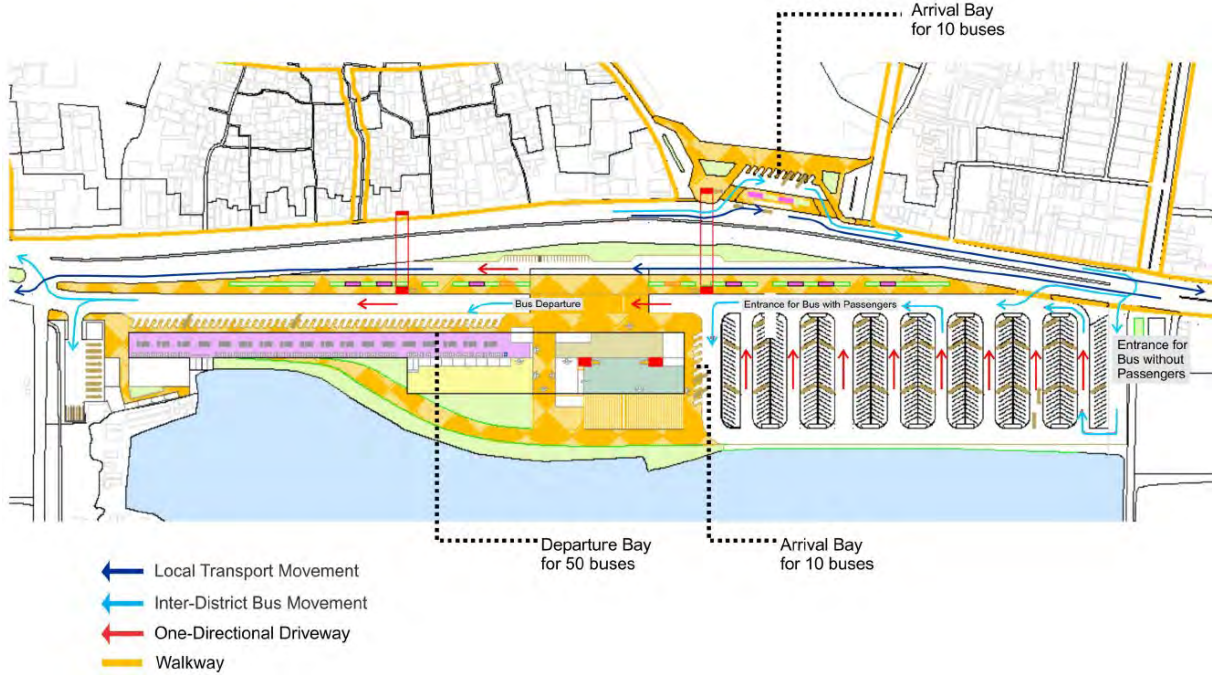 Arrival Bay
for 10 buses
Bus Departure
Entrance for Bus with Passengers
Entrance for
Bus without
Passengers
Departure Bay
for 50 buses
Arrival Bay
for 10 buses
Local Transport Movement
Inter-District Bus Movement
One-Directional Driveway
Walkway